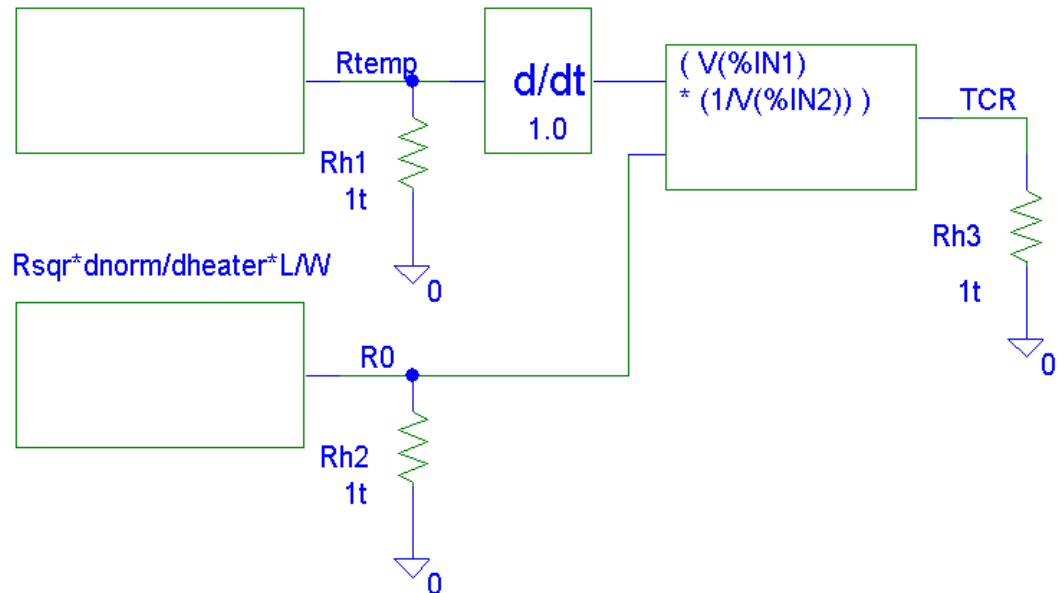 Rtemp
d/dt
1.0
( V(%IN1)
* (1/V(%IN2)) )
TCR
Rh1
1t
0
Rh3
1t
0
Rsqr*dnorm/dheater*L/W
R0
Rh2
1t
0